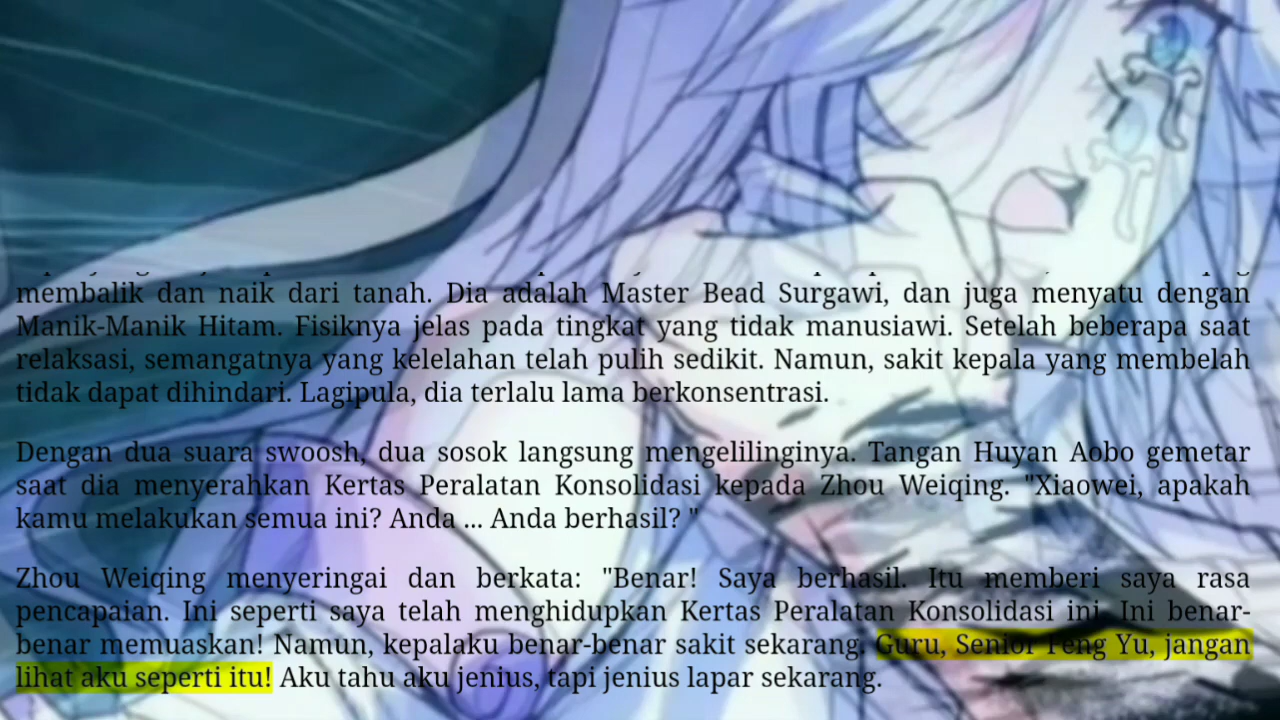 membalik dan naik dari tanah. Dia adalah Master Bead Surgawi, dan juga menyatu dengan
Manik-Manik Hitam. Fisiknya jelas pada tingkat yang tidak manusiawi. Setelah beberapa saat
relaksasi, semangatnya yang kelelahan telah pulih sedikit. Namun, sakit kepala yang membelah
tidak dapat dihindari. Lagipula, dia terlalu lama berkonsentrasi.
Dengan dua suara swoosh, dua sosok langsung mengelilinginya. Tangan Huyan Aobo gemetar
saat dia menyerahkan Kertas Peralatan Konsolidasi kepada Zhou Weiqing. "Xiaowei, apakah
kamu melakukan semua ini? Anda ... Anda berhasil? "
Zhou Weiqing menyeringai dan berkata: "Benar! Saya berhasil. Itu memberi saya rasa
pencapaian. Ini seperti saya telah menghidupkan Kertas Peralatan Konsolidasi ini. Ini benar-
benar memuaskan! Namun, kepalaku benar-benar sakit sekarang. Guru, Senior Feng Yu, jangan
lihat aku seperti itu! Aku tahu aku jenius, tapi jenius lapar sekarang.